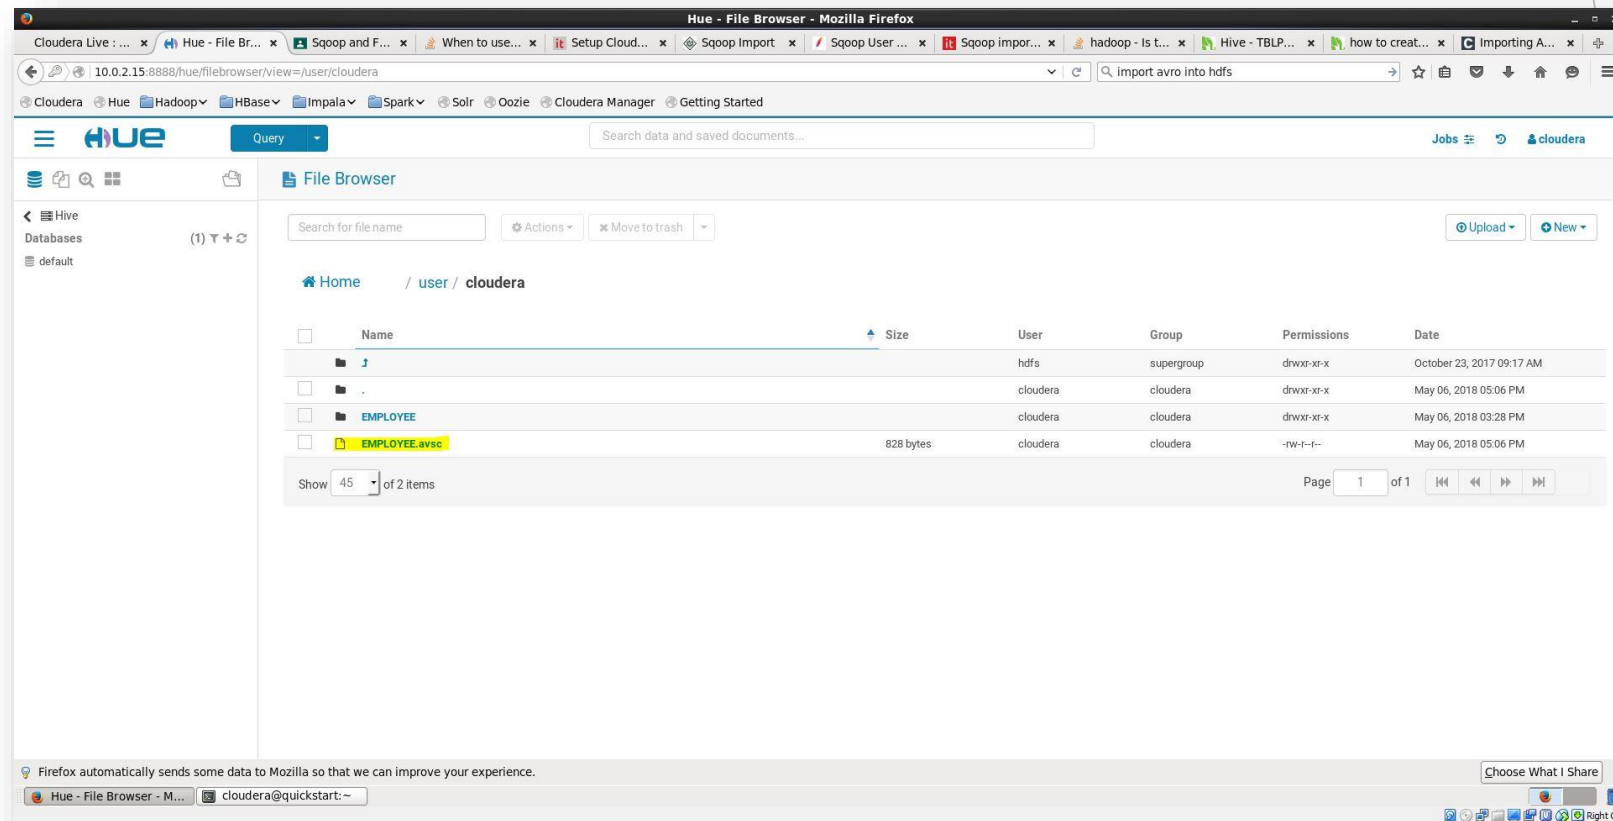 Hue - File Browser - Mozilla Firefox
Cloudera Live : ... Hue - File Br... Sqoop and F... When to use... Setup Cloud... Sqoop Import Sqoop User ... Sqoop impor... hadoop - Is t... Hive - TBLP... how to creat... Importing A...
10.0.2.15:8888/hue/filebrowser/view=/user/cloudera import avro into hdfs
Cloudera Hue Hadoop HBase Impala Spark Solr Oozie Cloudera Manager Getting Started
HUE Query Search data and saved documents... Jobs cloudera
File Browser
Hive
Databases (1)
default
Search for file name Actions Move to trash Upload New
Home / user / cloudera
Name Size User Group Permissions Date
hdfs supergroup drwxr-xr-x October 23, 2017 09:17 AM
. cloudera cloudera drwxr-xr-x May 06, 2018 05:06 PM
EMPLOYEE cloudera cloudera drwxr-xr-x May 06, 2018 03:28 PM
EMPLOYEE.avsc 828 bytes cloudera cloudera -rw-r--r-- May 06, 2018 05:06 PM
Show 45 of 2 items Page 1 of 1
Firefox automatically sends some data to Mozilla so that we can improve your experience. Choose What I Share
Hue - File Browser - M... cloudera@quickstart:~
Right